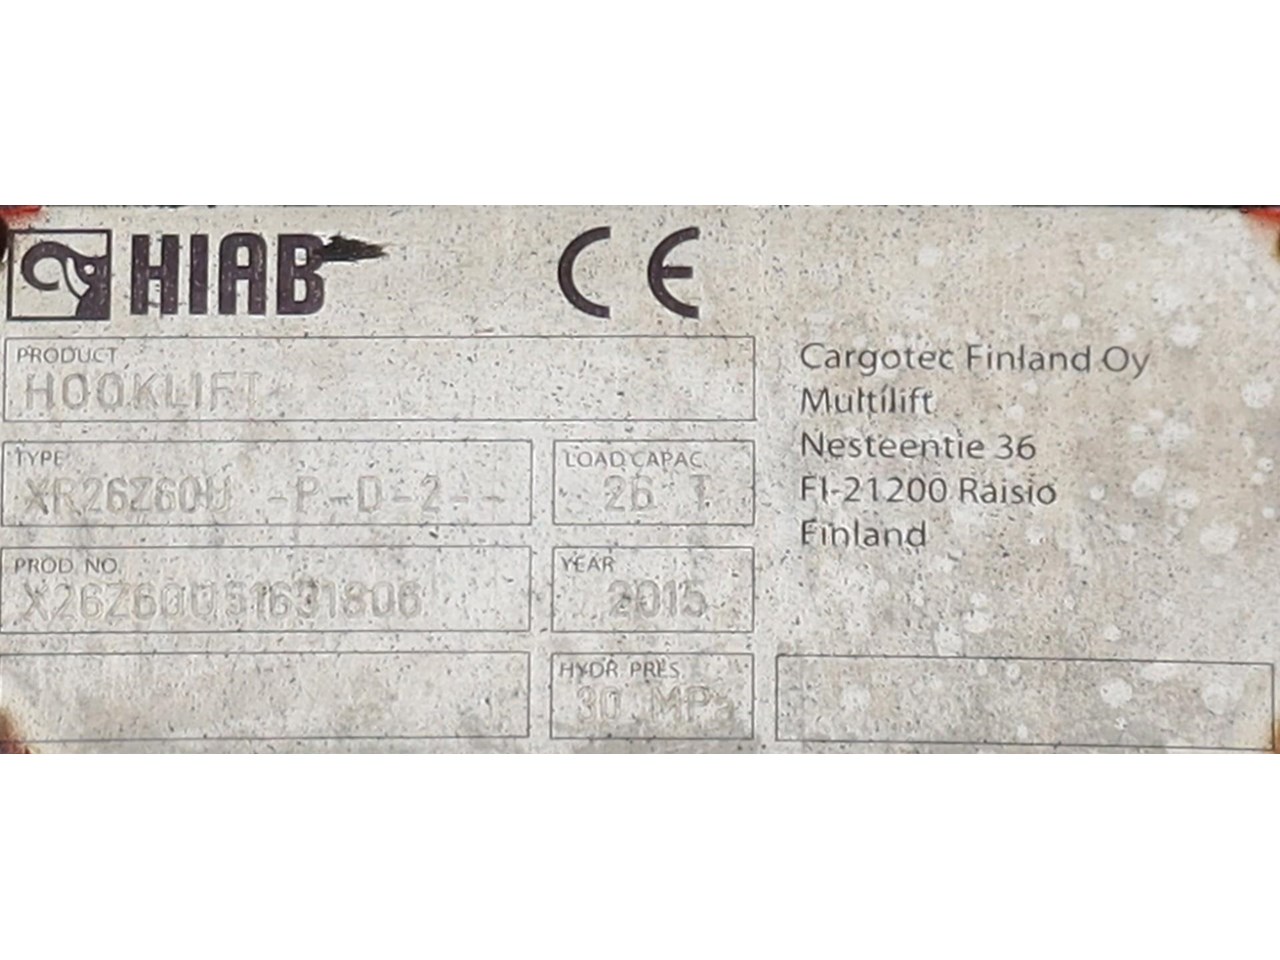 HIAB CE
PRODUCT
HOOKLIFT
TYPE
XR26Z60U -P-D-2--
LOAD CAPAC
26 T
PROD NO.
YEAR
2015
HYDR PRES
30 MPa
Cargotec Finland Oy
Multilift
Nesteentie 36
FI-21200 Raisio
Finland